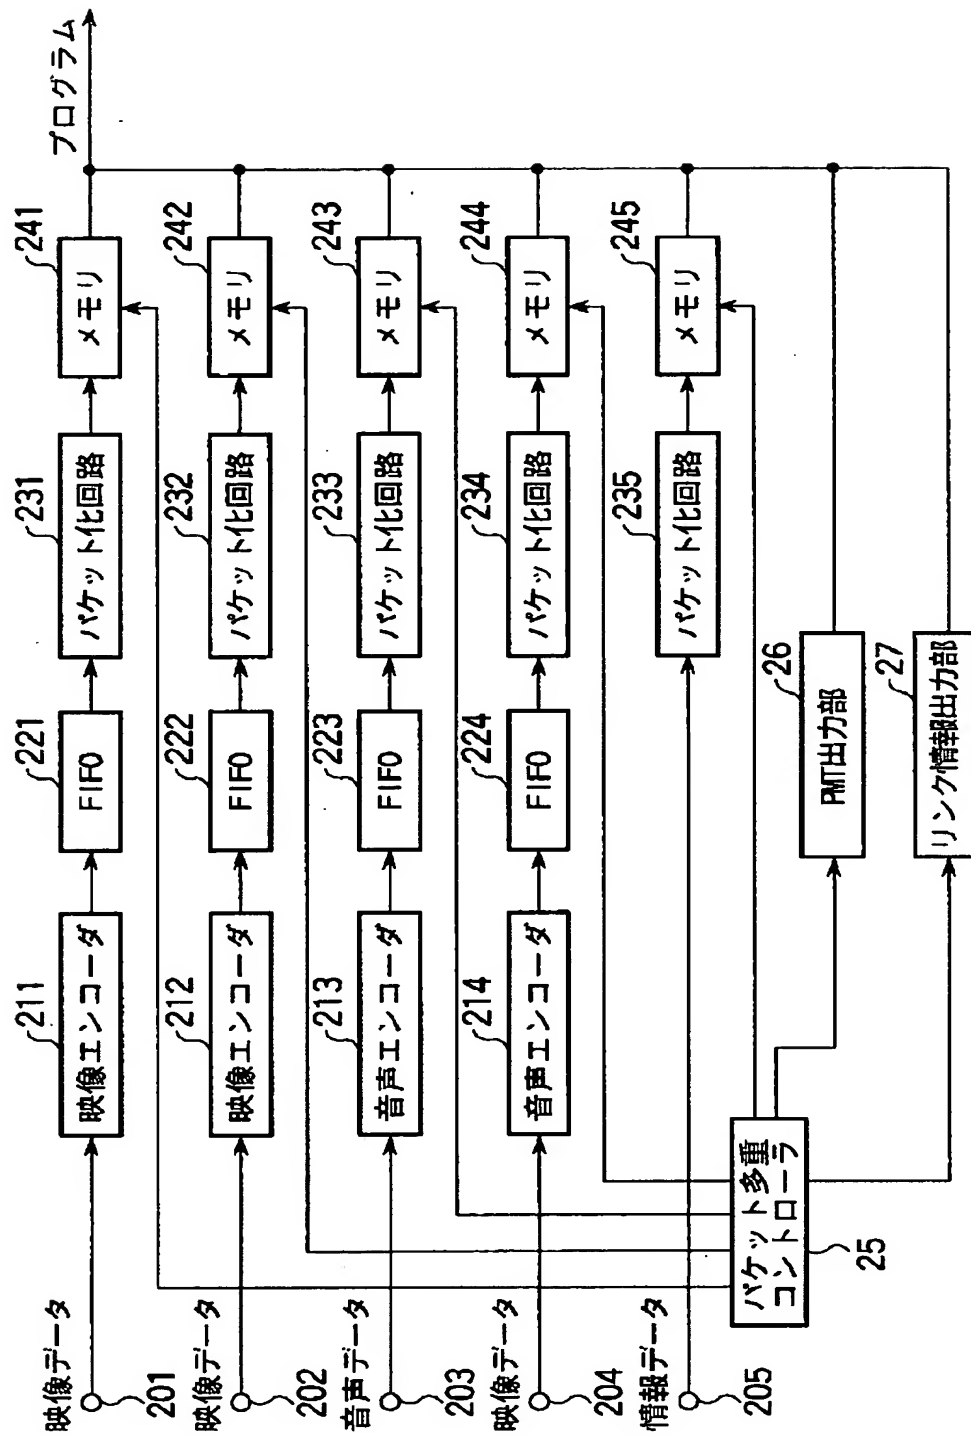 プログラム
映像データ
201
211
映像エンコーダ
221
FIFO
231
パケット化回路
241
メモリ
映像データ
202
212
映像エンコーダ
222
FIFO
232
パケット化回路
242
メモリ
音声データ
203
213
音声エンコーダ
223
FIFO
233
パケット化回路
243
メモリ
映像データ
204
214
音声エンコーダ
224
FIFO
234
パケット化回路
244
メモリ
情報データ
205
235
パケット化回路
245
メモリ
パケット多重
コントローラ
25
26
PMT出力部
27
リンク情報出力部